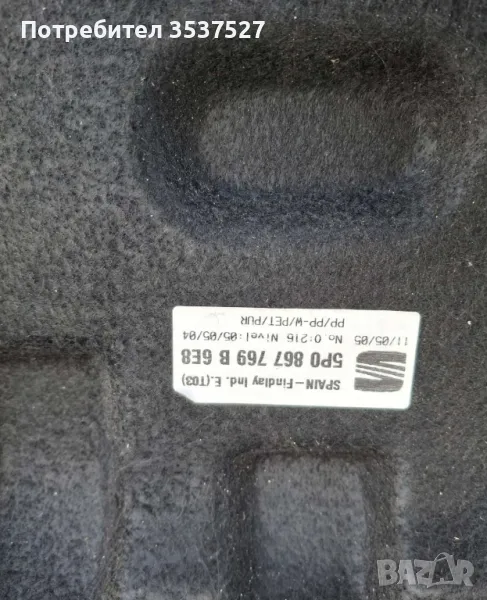 Потребител 3537527
SPAIN-Findlay Ind. E.(T03)
5P0 867 769 B 6E8
No.O:216 Nivel:05/05/04
11/05/05
PP/PP-W/PET/PUR
BAZAR